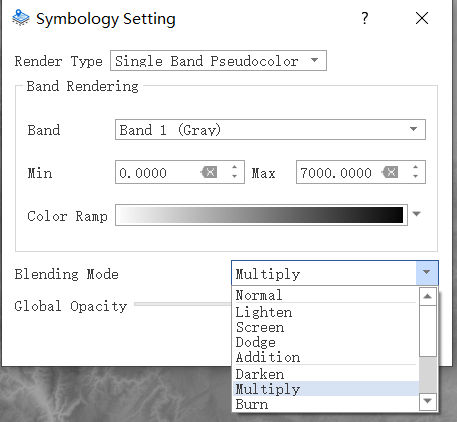 Symbology Setting ? ×
Render Type Single Band Pseudocolor
Band Rendering
Band Band 1 (Gray)
Min 0.0000 Max 7000.0000
Color Ramp
Blending Mode Multiply
Global Opacity
Normal
Lighten
Screen
Dodge
Addition
Darken
Multiply
Burn